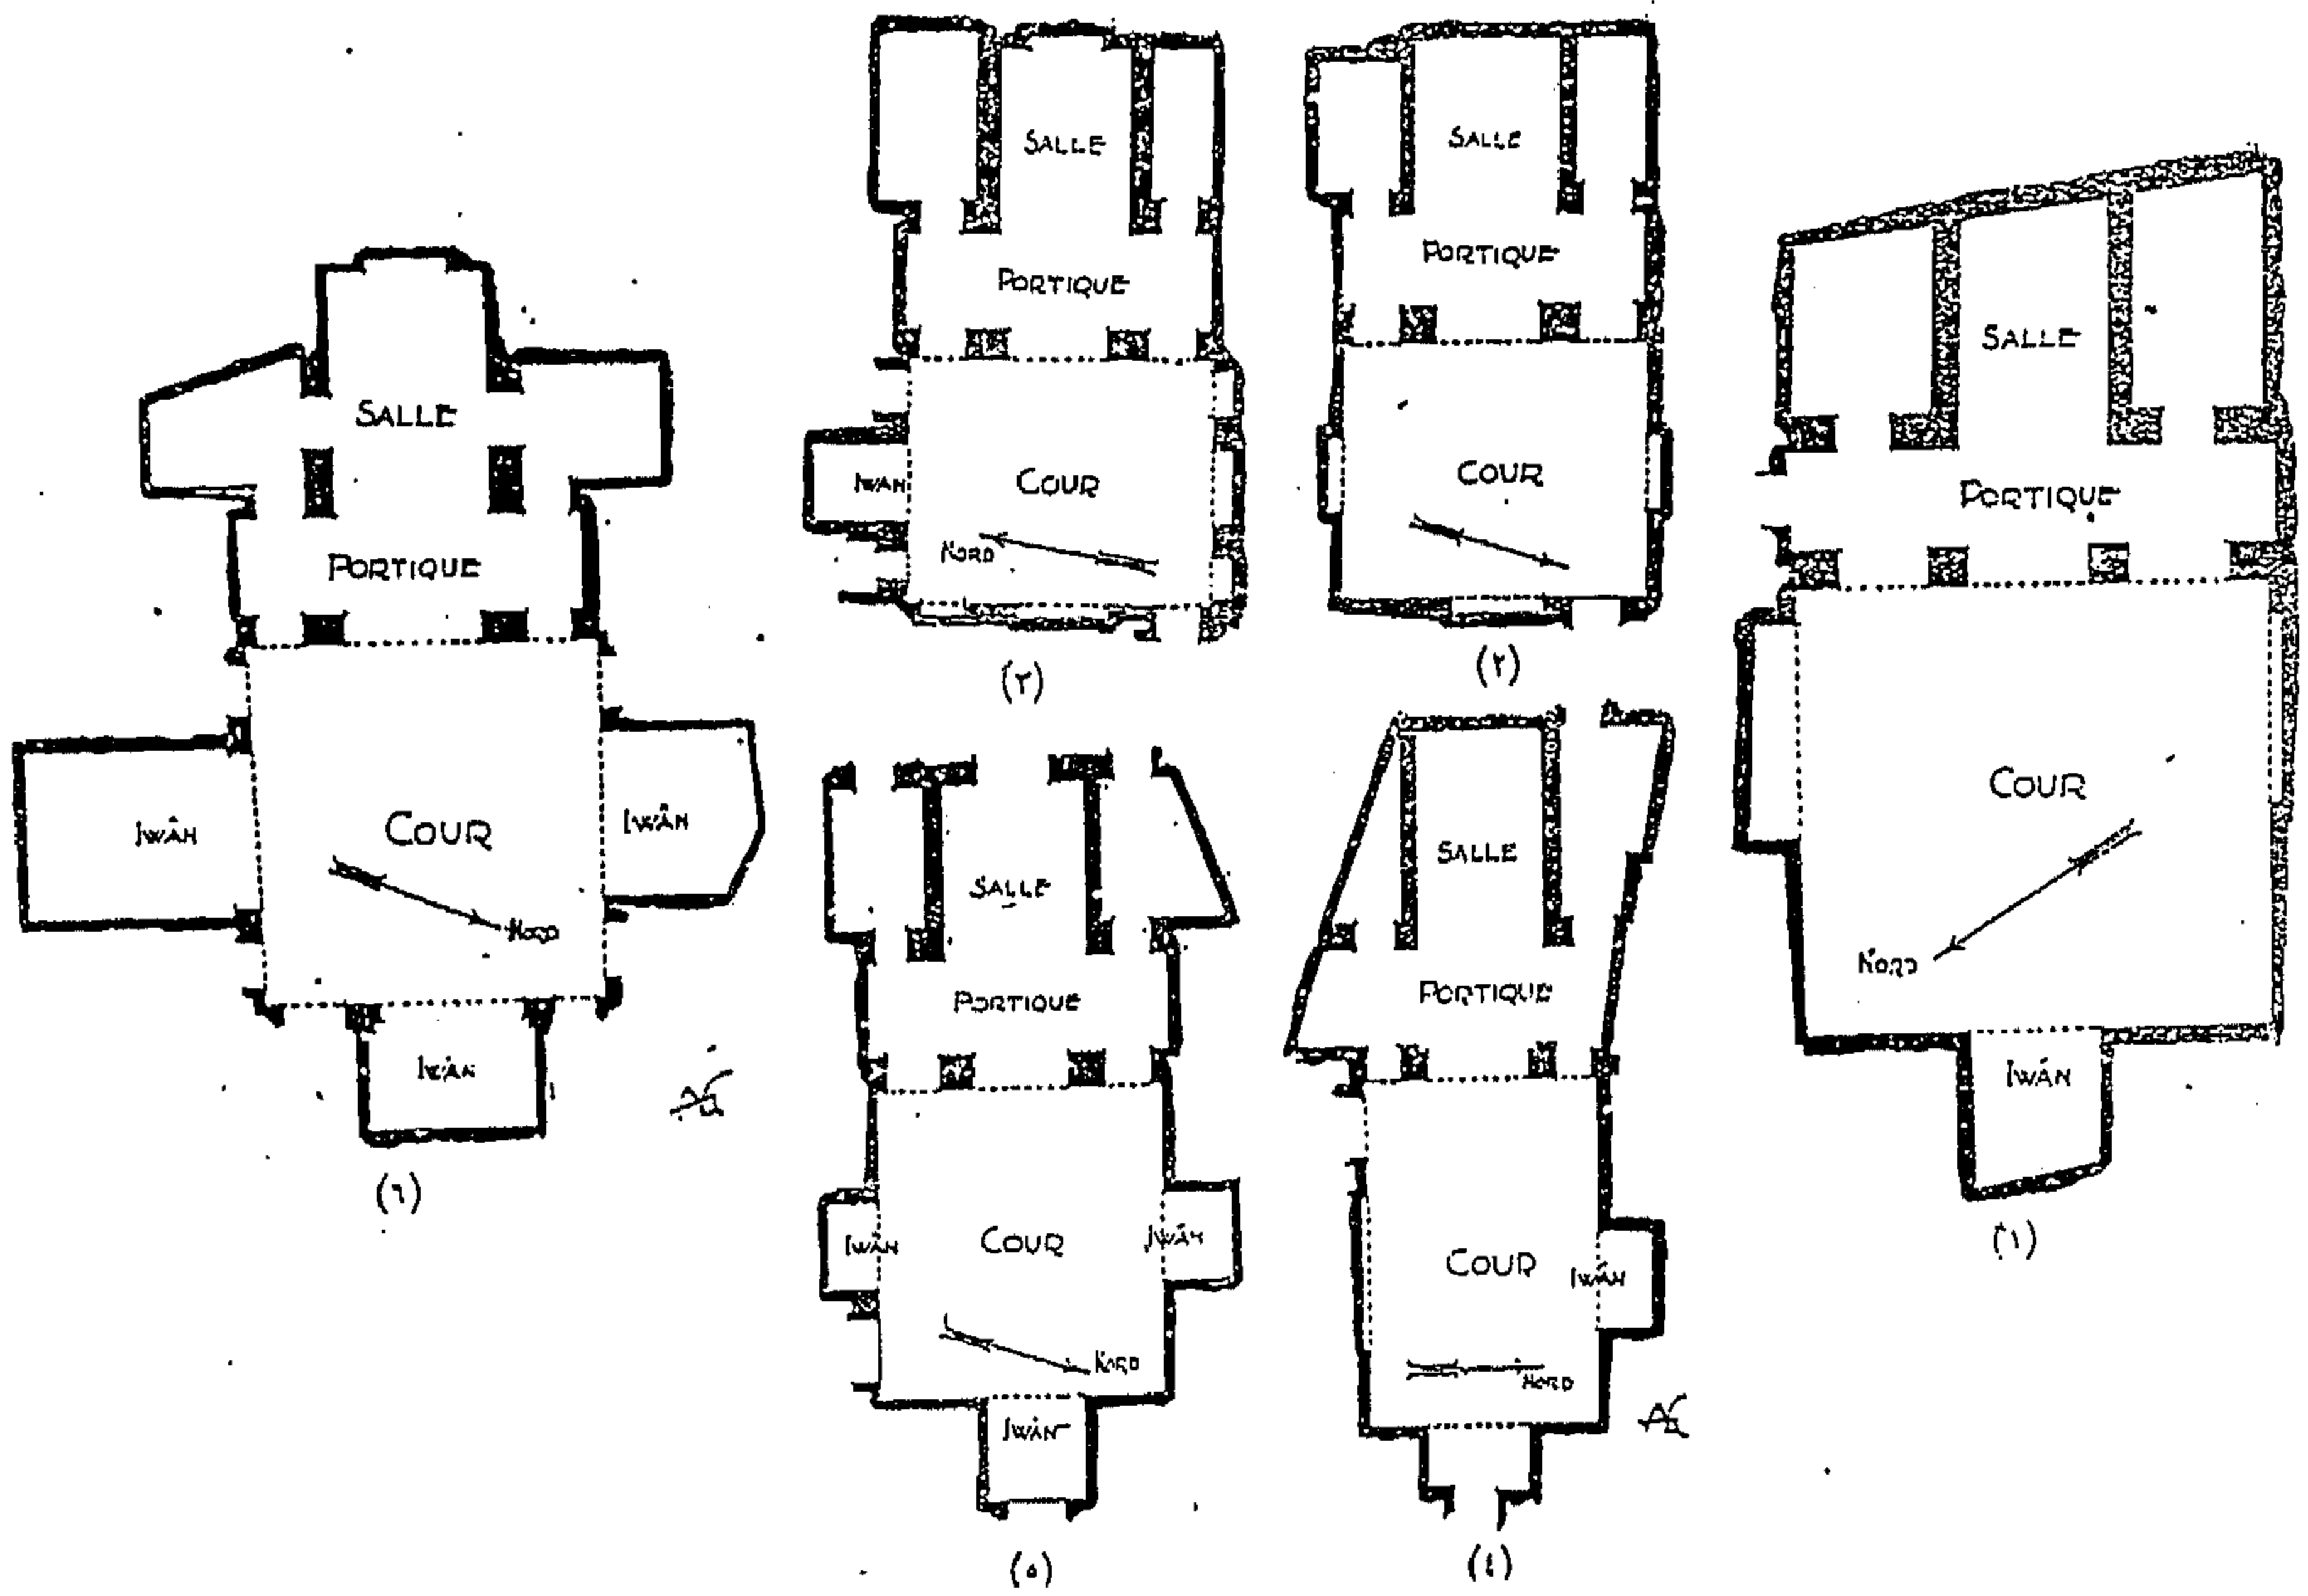 SALLE
PORTIQUE
COUR
NORD
IWÂN
(١)
SALLE
PORTIQUE
COUR
(٢)
SALLE
PORTIQUE
IWAN
COUR
NORD
(٣)
SALLE
PORTIQUE
COUR
IWÂN
NORD
(٤)
SALLE
PORTIQUE
IWÂN
COUR
IWÂN
NORD
IWÂN
(٥)
SALLE
PORTIQUE
IWÂN
COUR
IWÂN
NORD
IWÂN
(٦)